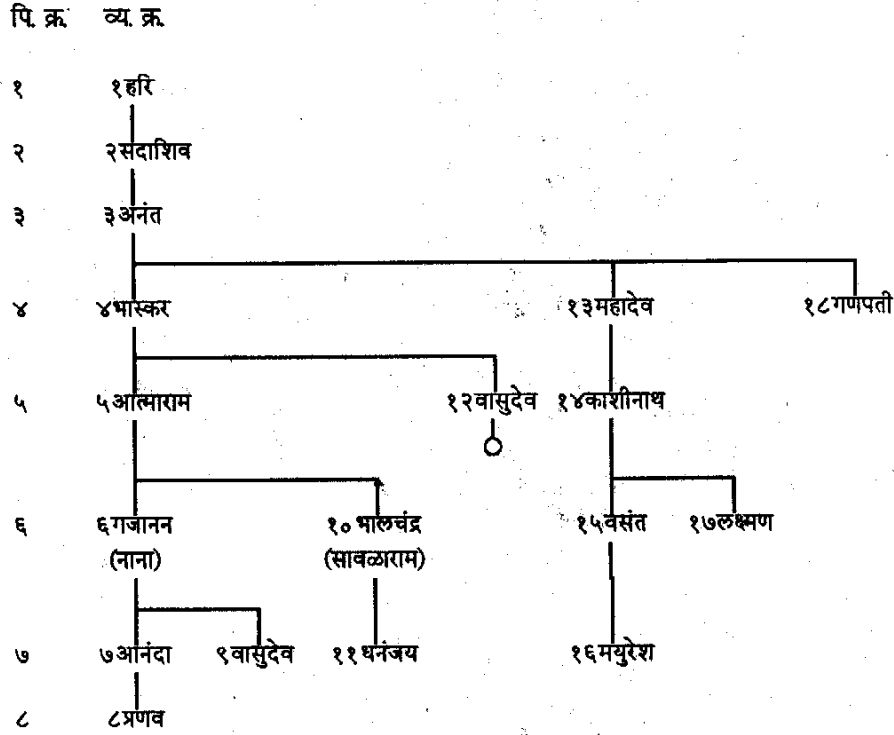 पि. क्र. व्य. क्र.
१ १हरि
२ २सदाशिव
३ ३अनंत
४ ४भास्कर १३महादेव १८गणपती
५ ५आत्माराम १२वासुदेव १४काशीनाथ
६ ६गजानन १०भालचंद्र १५वसंत १७लक्ष्मण
(नाना) (सावळाराम)
७ ७आनंदा ९वासुदेव ११धनंजय १६मयुरेश
८ ८प्रणव